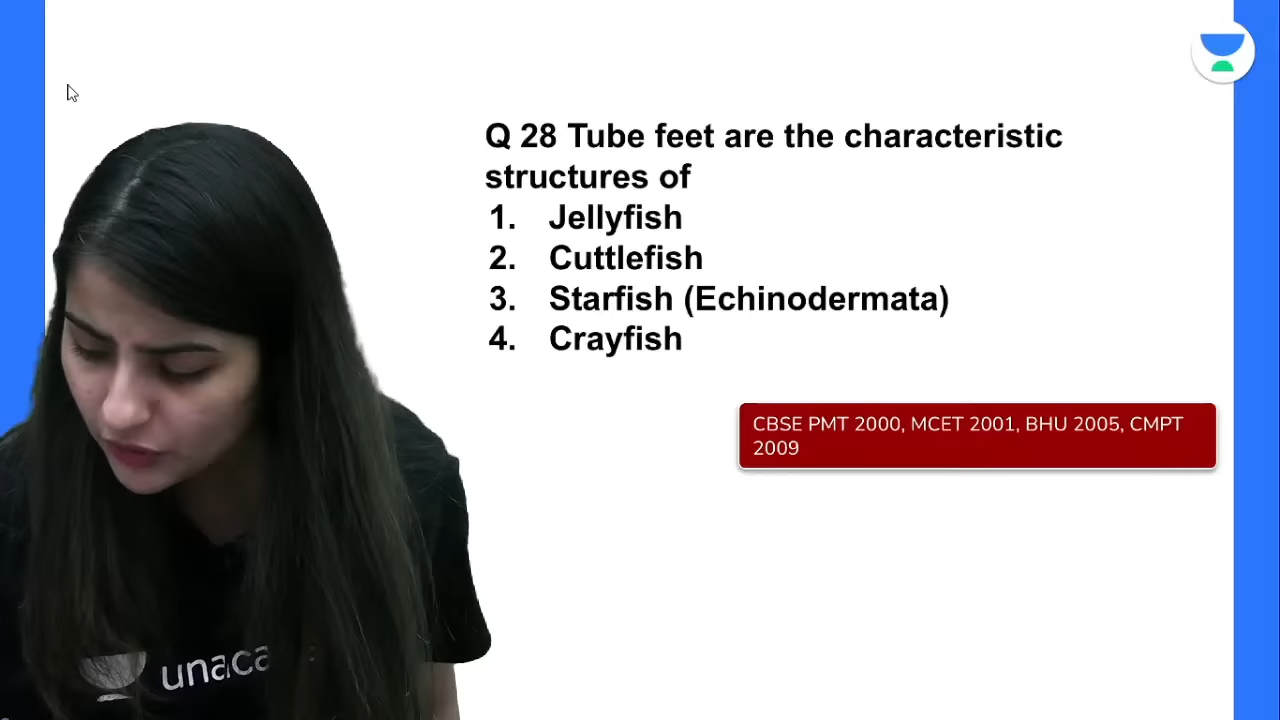 Q 28 Tube feet are the characteristic
structures of
1. Jellyfish
2. Cuttlefish
3. Starfish (Echinodermata)
4. Crayfish
CBSE PMT 2000, MCET 2001, BHU 2005, CMPT
2009
unaca